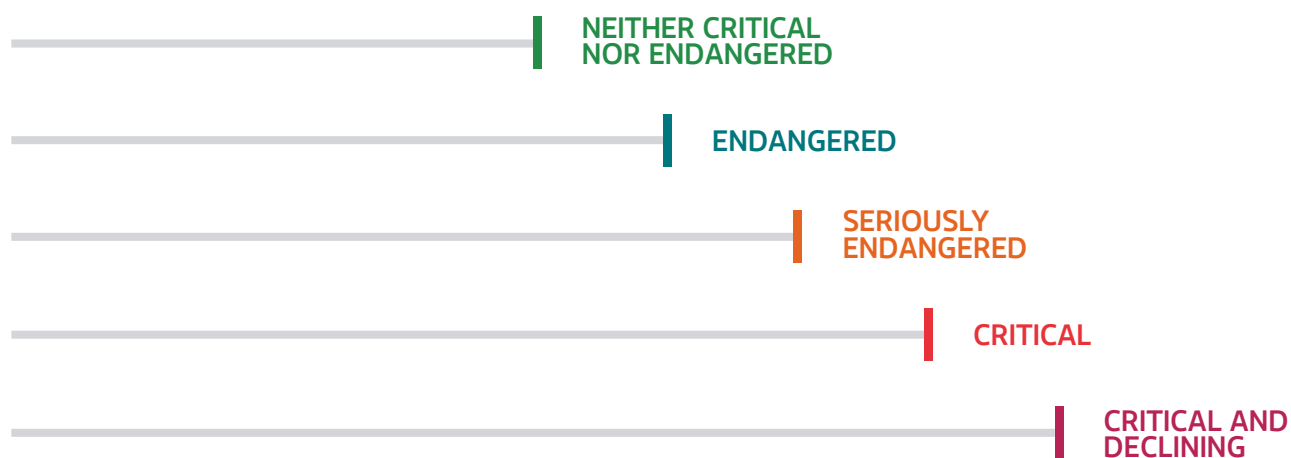 NEITHER CRITICAL
NOR ENDANGERED
ENDANGERED
SERIOUSLY
ENDANGERED
CRITICAL
CRITICAL AND
DECLINING